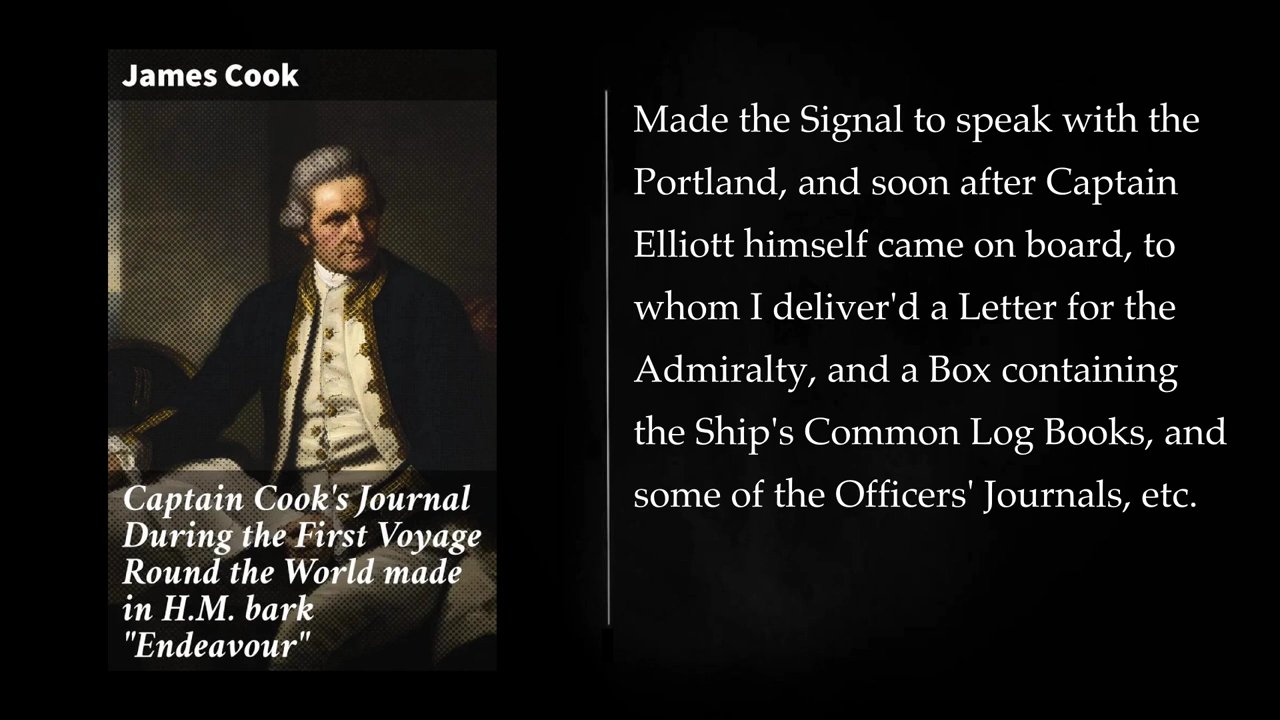 James Cook
Captain Cook's Journal
During the First Voyage
Round the World made
in H.M. bark
"Endeavour"
Made the Signal to speak with the
Portland, and soon after Captain
Elliott himself came on board, to
whom I deliver'd a Letter for the
Admiralty, and a Box containing
the Ship's Common Log Books, and
some of the Officers' Journals, etc.